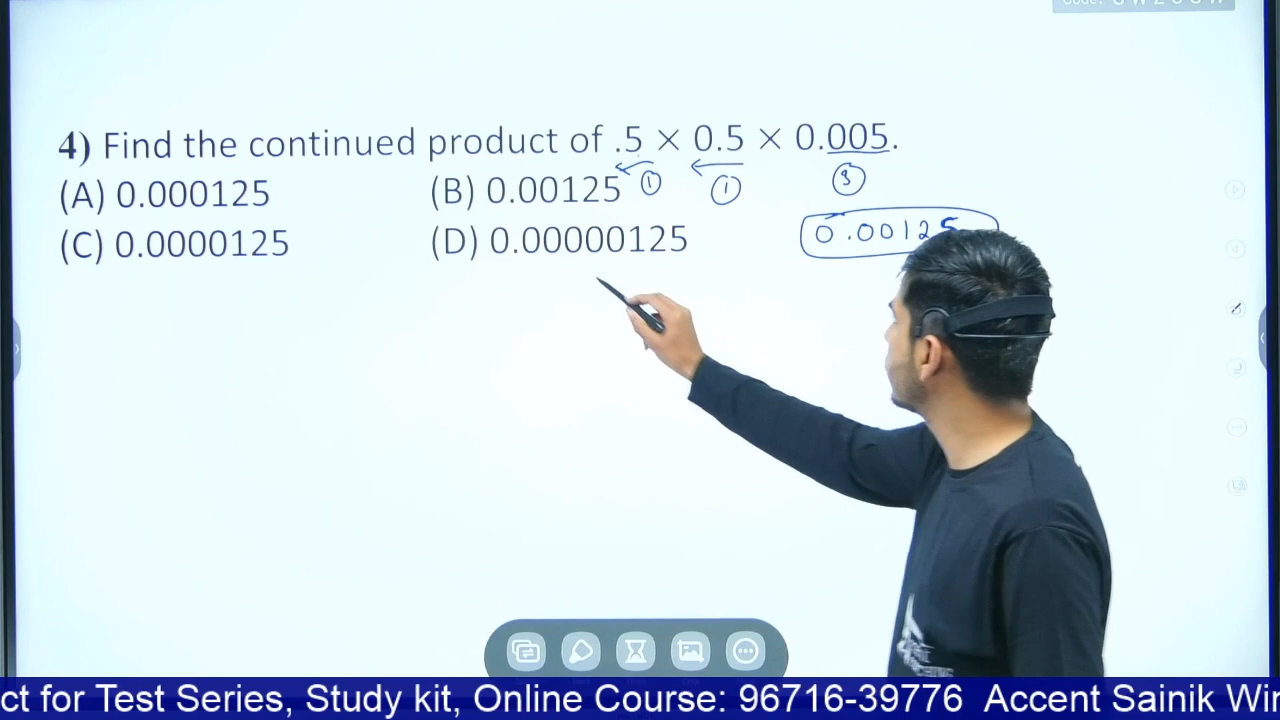 4) Find the continued product of .5 × 0.5 × 0.005.
1 1 3
(A) 0.000125 (B) 0.00125
0.00125
(C) 0.0000125 (D) 0.00000125
ct for Test Series, Study kit, Online Course: 96716-39776 Accent Sainik Wi